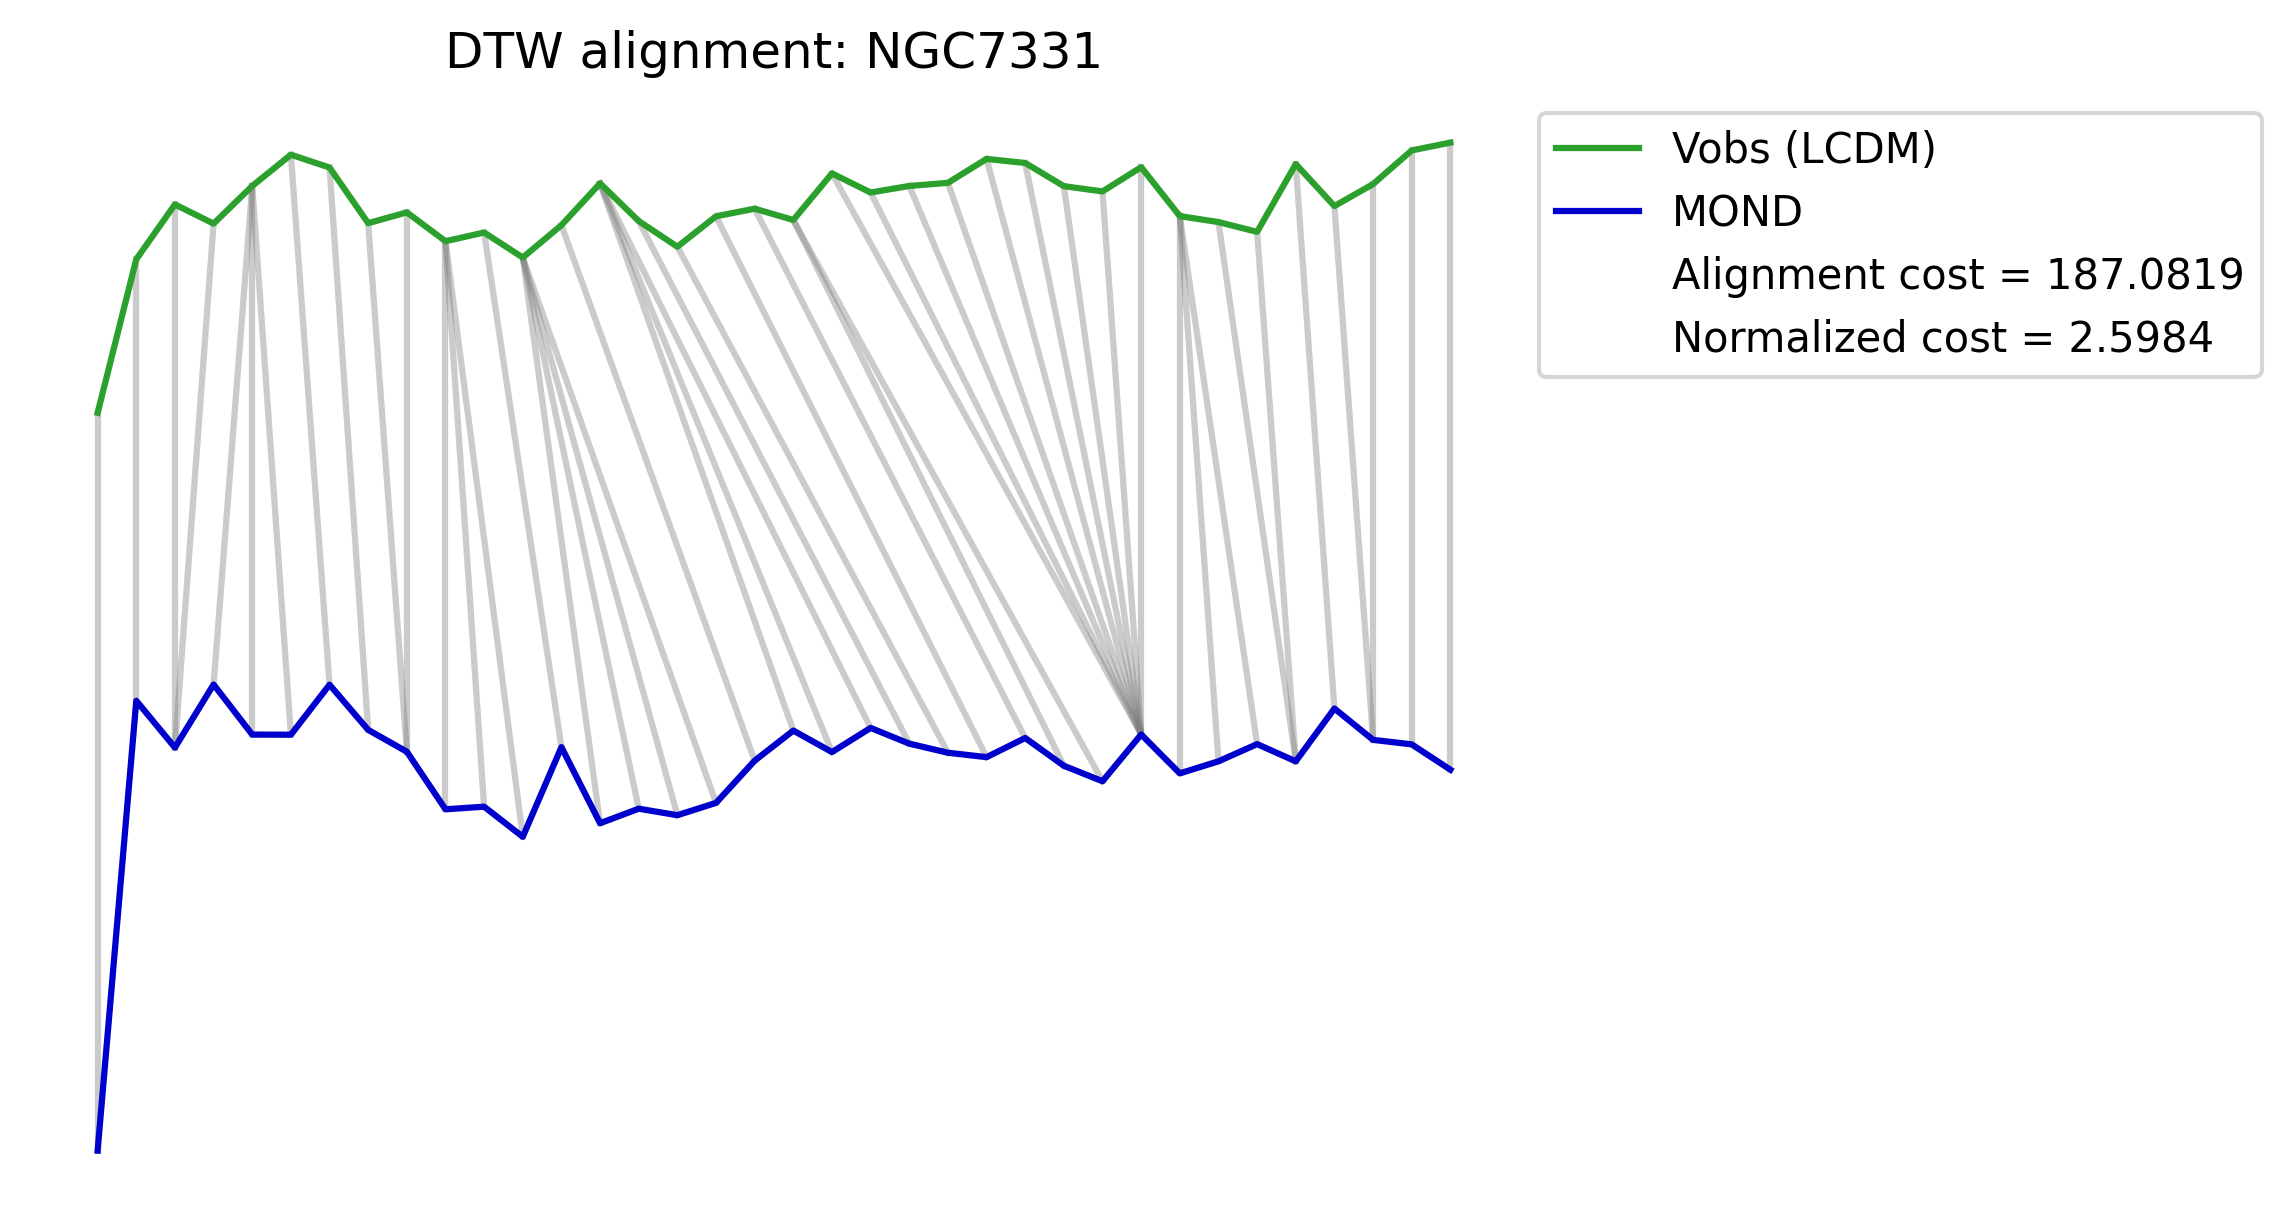 DTW alignment: NGC7331
Vobs (LCDM)
MOND
Alignment cost = 187.0819
Normalized cost = 2.5984